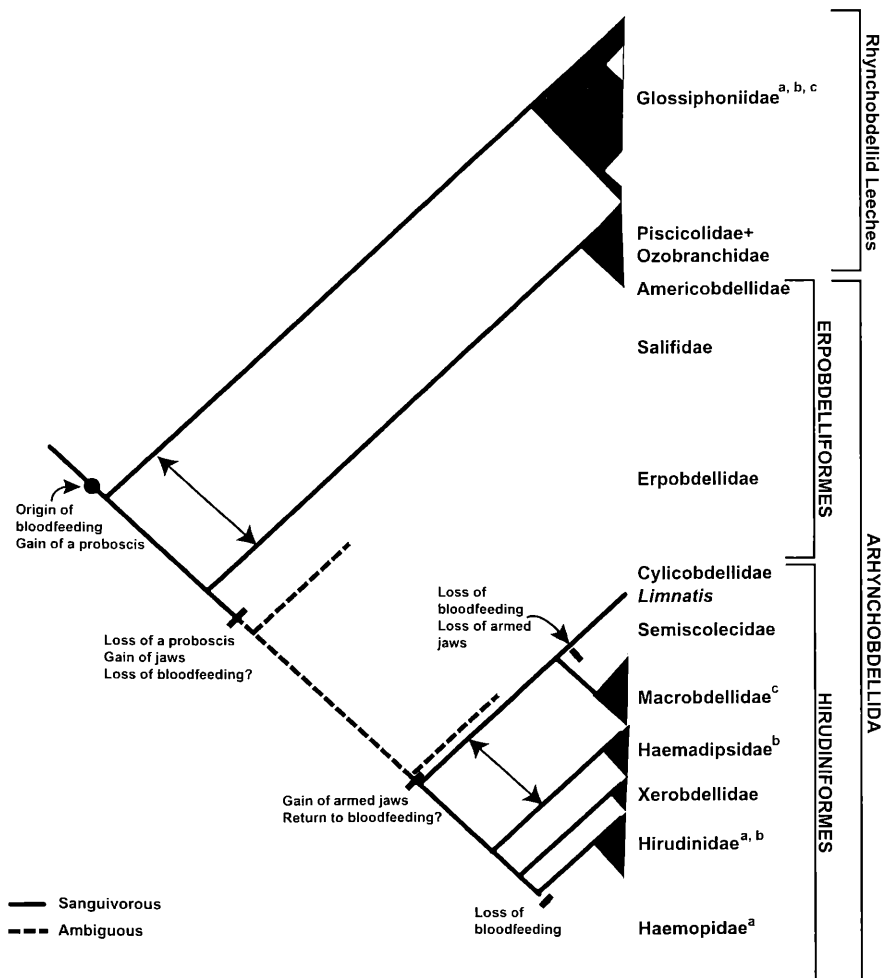 Glossiphoniidae a, b, c
Rhynchobdellid Leeches
Piscicolidae+
Ozobranchidae
Americobdellidae
Salifidae
ERPOBDELLIFORMES
Erpobdellidae
Origin of
bloodfeeding
Gain of a proboscis
ARHYNCHOBDELLIDA
Cylicobdellidae
Limnatis
Loss of
bloodfeeding
Loss of armed
jaws
Semiscolecidae
Loss of a proboscis
Gain of jaws
Loss of bloodfeeding?
Macrobdellidae c
HIRUDINIFORMES
Haemadipsidae b
Xerobdellidae
Gain of armed jaws
Return to bloodfeeding?
Hirudinidae a, b
Sanguivorous
Ambiguous
Loss of
bloodfeeding
Haemopidae a